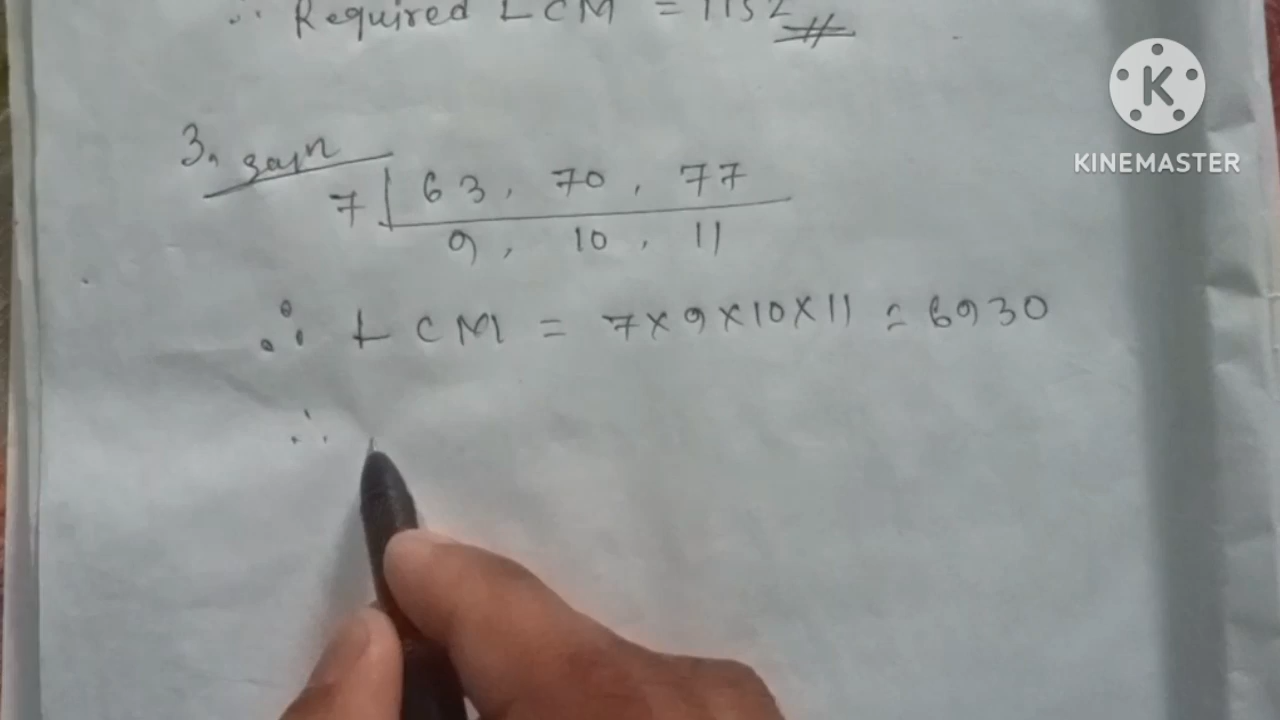 ∴ Required LCM = 1152
KINEMASTER
3. soln
7 | 63, 70, 77
9, 10, 11
∴ LCM = 7×9×10×11 = 6930
∴